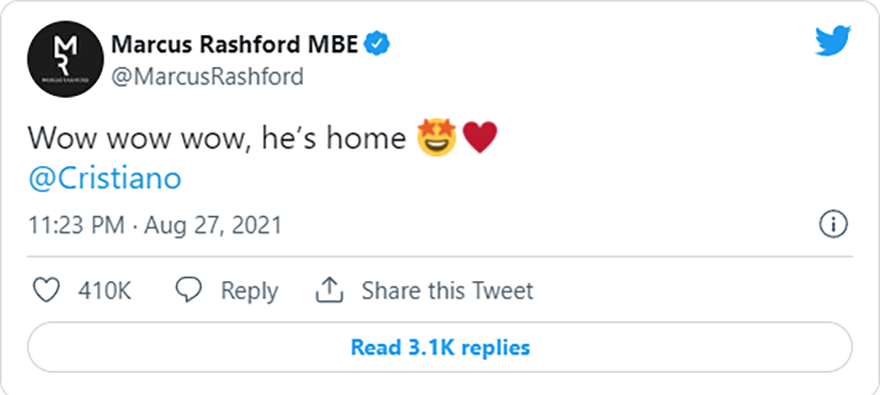 Marcus Rashford MBE
@MarcusRashford
Wow wow wow, he’s home 🤩♥️
@Cristiano
11:23 PM · Aug 27, 2021
410K Reply Share this Tweet
Read 3.1K replies